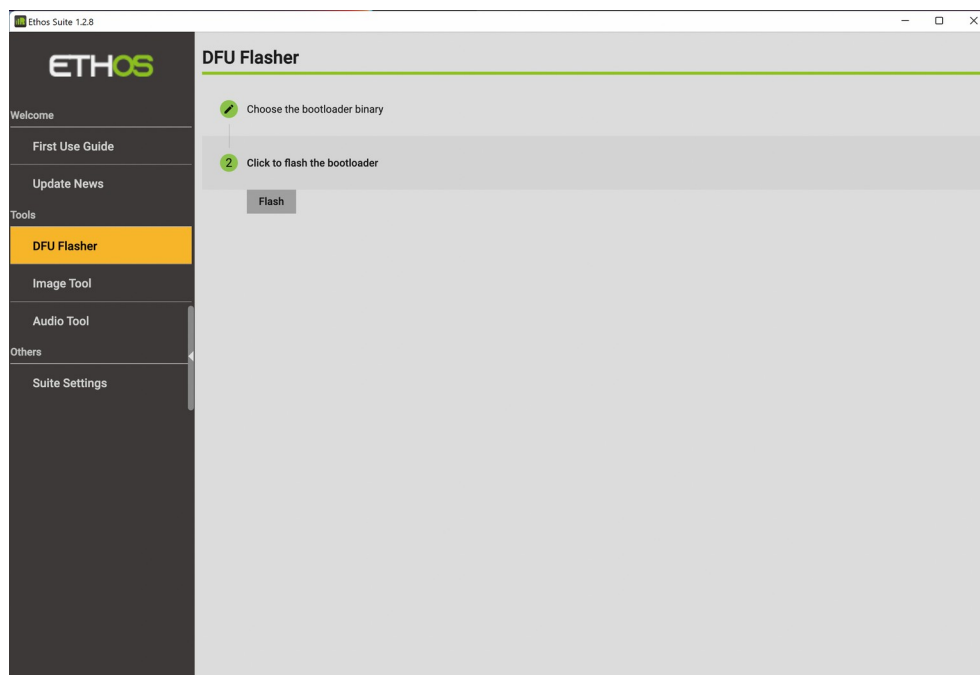 Ethos Suite 1.2.8
ETHOS
DFU Flasher
Welcome
First Use Guide
Update News
Tools
DFU Flasher
Image Tool
Audio Tool
Others
Suite Settings
Choose the bootloader binary
2 Click to flash the bootloader
Flash